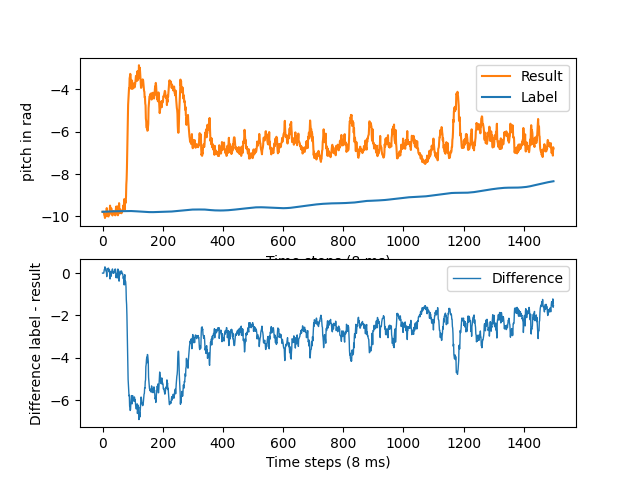 pitch in rad
−4
−6
−8
−10
Result
Label
0 200 400 600 800 1000 1200 1400
Time steps (8 ms)
Difference label - result
0
−2
−4
−6
Difference
0 200 400 600 800 1000 1200 1400
Time steps (8 ms)